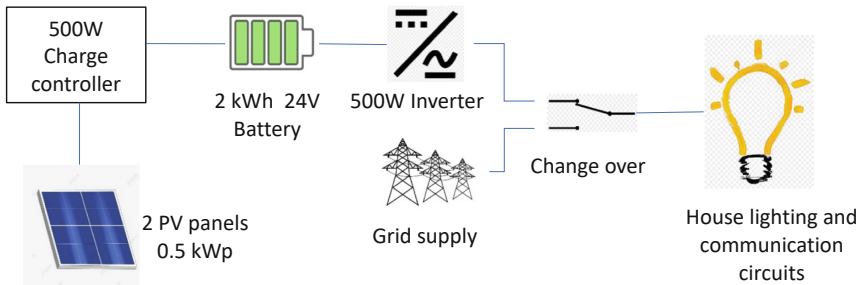 500W
Charge
controller
2 kWh 24V
Battery
500W Inverter
Change over
Grid supply
2 PV panels
0.5 kWp
House lighting and
communication
circuits